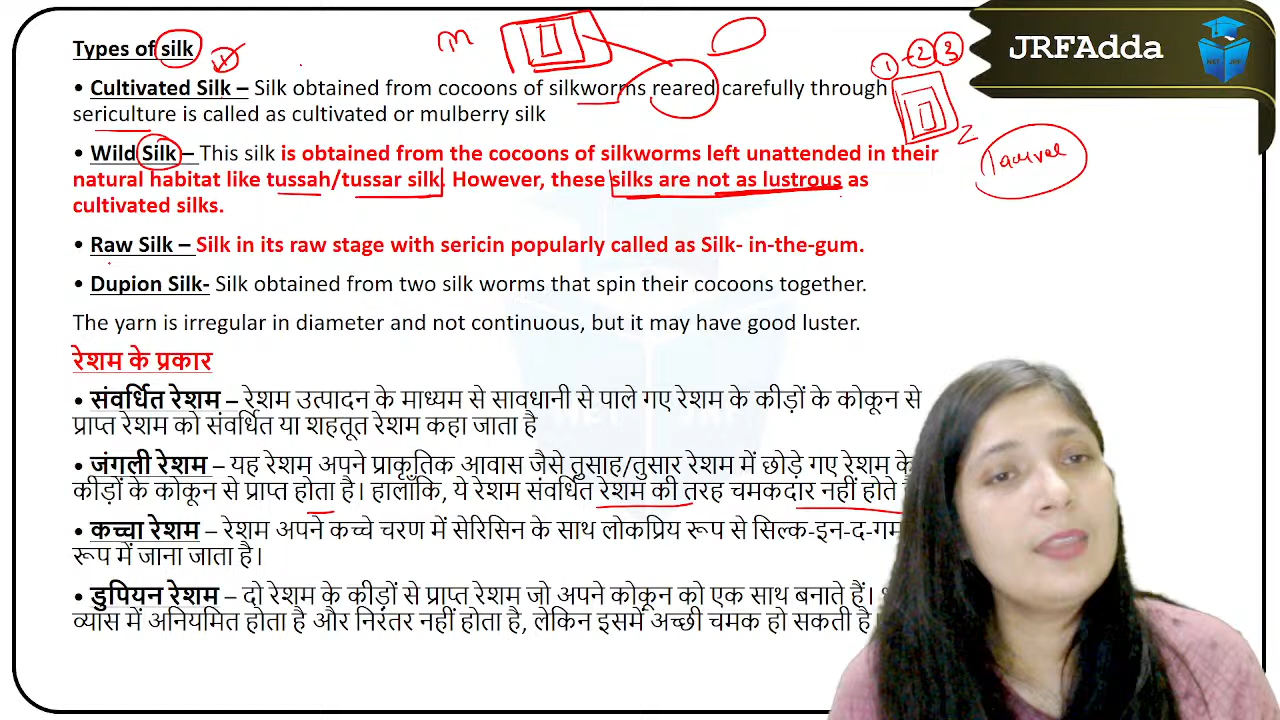 JRFAdda
Types of silk
m
1 - 2 3
• Cultivated Silk – Silk obtained from cocoons of silkworms reared carefully through
sericulture is called as cultivated or mulberry silk
• Wild Silk – This silk is obtained from the cocoons of silkworms left unattended in their
natural habitat like tussah/tussar silk. However, these silks are not as lustrous as
cultivated silks.
• Raw Silk – Silk in its raw stage with sericin popularly called as Silk- in-the-gum.
• Dupion Silk- Silk obtained from two silk worms that spin their cocoons together.
The yarn is irregular in diameter and not continuous, but it may have good luster.
रेशम के प्रकार
• संवर्धित रेशम – रेशम उत्पादन के माध्यम से सावधानी से पाले गए रेशम के कीड़ों के कोकून से
प्राप्त रेशम को संवर्धित या शहतूत रेशम कहा जाता है
• जंगली रेशम – यह रेशम अपने प्राकृतिक आवास जैसे तुसाह/तुसार रेशम में छोड़े गए रेशम के
कीड़ों के कोकून से प्राप्त होता है। हालाँकि, ये रेशम संवर्धित रेशम की तरह चमकदार नहीं होते
• कच्चा रेशम – रेशम अपने कच्चे चरण में सेरिसिन के साथ लोकप्रिय रूप से सिल्क-इन-द-गम
रूप में जाना जाता है।
• डुपियन रेशम – दो रेशम के कीड़ों से प्राप्त रेशम जो अपने कोकून को एक साथ बनाते हैं।
व्यास में अनियमित होता है और निरंतर नहीं होता है, लेकिन इसमें अच्छी चमक हो सकती है